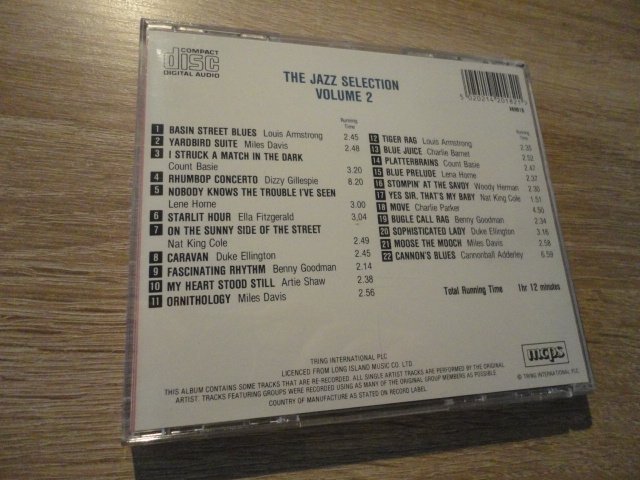 COMPACT
disc
DIGITAL AUDIO
THE JAZZ SELECTION
VOLUME 2
5 020214 201821
Running
Time
1 BASIN STREET BLUES Louis Armstrong 2.45
2 YARDBIRD SUITE Miles Davis 2.48
3 I STRUCK A MATCH IN THE DARK
Count Basie 3.20
4 RHUMBOP CONCERTO Dizzy Gillespie 8.20
5 NOBODY KNOWS THE TROUBLE I'VE SEEN
Lene Horne 3.00
6 STARLIT HOUR Ella Fitzgerald 3.04
7 ON THE SUNNY SIDE OF THE STREET
Nat King Cole 2.49
8 CARAVAN Duke Ellington 2.45
9 FASCINATING RHYTHM Benny Goodman 2.14
10 MY HEART STOOD STILL Artie Shaw 2.38
11 ORNITHOLOGY Miles Davis 2.56
Running
Time
12 TIGER RAG Louis Armstrong 2.35
13 BLUE JUICE Charlie Barnet 2.52
14 PLATTERBRAINS Count Basie 2.47
15 BLUE PRELUDE Lena Horne 2.37
16 STOMPIN' AT THE SAVOY Woody Herman 2.30
17 YES SIR, THAT'S MY BABY Nat King Cole 1.51
18 MOVE Charlie Parker 4.50
19 BUGLE CALL RAG Benny Goodman 2.34
20 SOPHISTICATED LADY Duke Ellington 3.16
21 MOOSE THE MOOCH Miles Davis 2.58
22 CANNON'S BLUES Cannonball Adderley 6.59
Total Running Time 1hr 12 minutes
mcps
TRING INTERNATIONAL PLC
LICENCED FROM LONG ISLAND MUSIC CO. LTD.
© TRING INTERNATIONAL PLC.
THIS ALBUM CONTAINS SOME TRACKS THAT ARE RE-RECORDED. ALL SINGLE ARTIST TRACKS ARE PERFORMED BY THE ORIGINAL
ARTIST. TRACKS FEATURING GROUPS WERE RECORDED USING AS MANY OF THE ORIGINAL GROUP MEMBERS AS POSSIBLE.
COUNTRY OF MANUFACTURE AS STATED ON RECORD LABEL